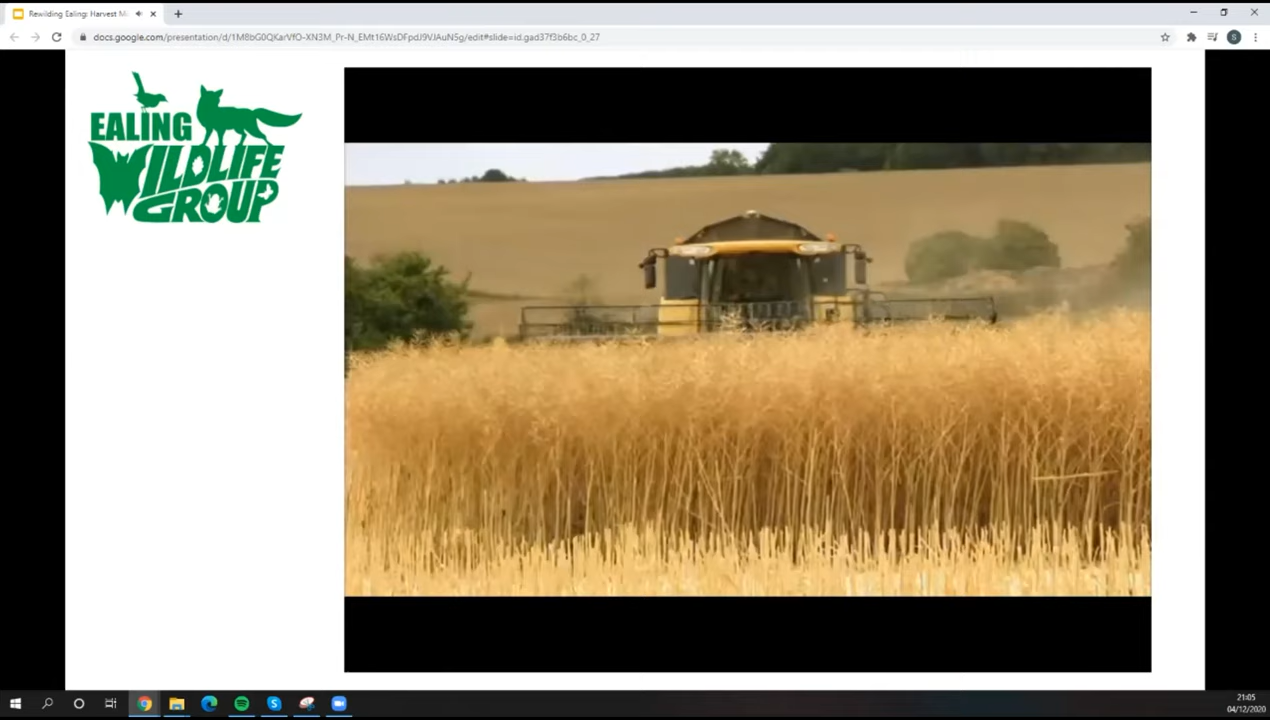 Rewilding Ealing: Harvest M
docs.google.com/presentation/d/1M8bG0QKarVfO-XN3M_Pr-N_EMt16WsDFpdJ9VJAuN5g/edit#slide=id.gad37f3b6bc_0_27
S
EALING
WILDLIFE
GROUP
21:05
04/12/2020